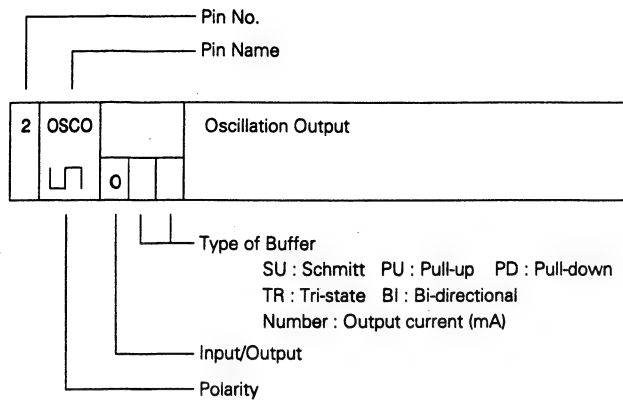 Pin No.
Pin Name
2 OSCO Oscillation Output
O
Type of Buffer
SU : Schmitt PU : Pull-up PD : Pull-down
TR : Tri-state BI : Bi-directional
Number : Output current (mA)
Input/Output
Polarity